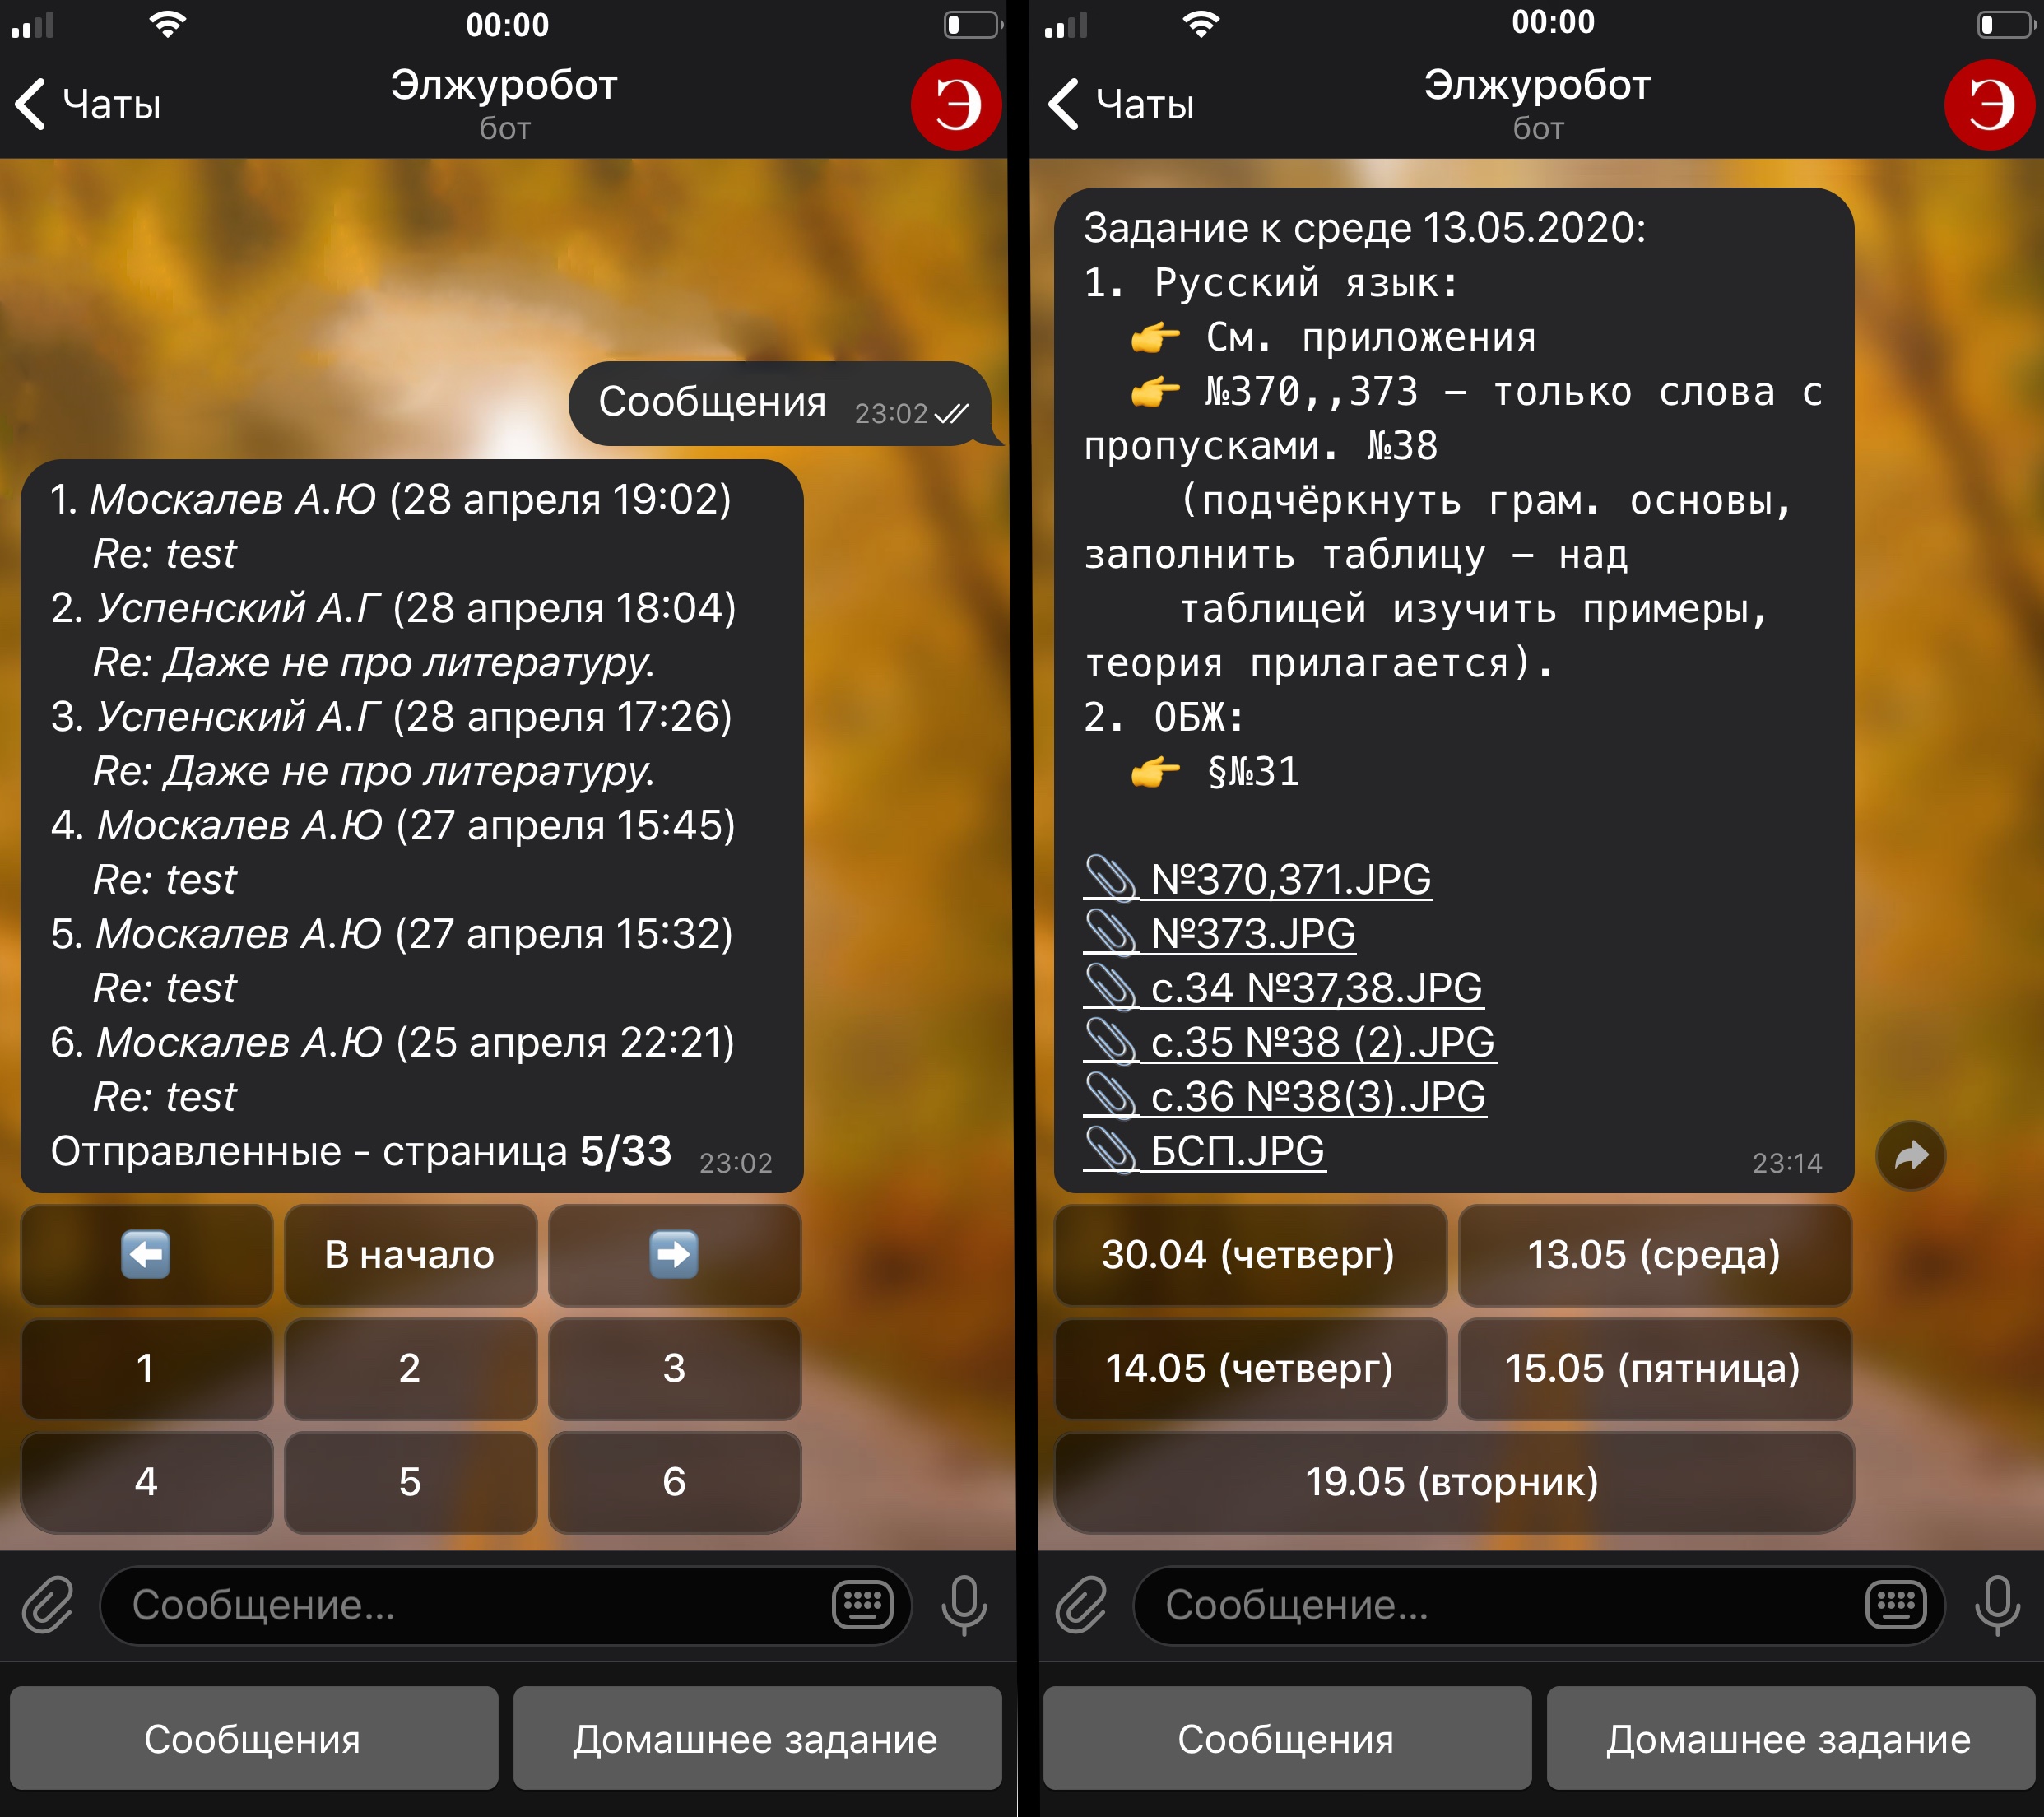 00:00
Чаты
Элжуробот
бот
Э
Сообщения 23:02
1. Москалев А.Ю (28 апреля 19:02)
Re: test
2. Успенский А.Г (28 апреля 18:04)
Re: Даже не про литературу.
3. Успенский А.Г (28 апреля 17:26)
Re: Даже не про литературу.
4. Москалев А.Ю (27 апреля 15:45)
Re: test
5. Москалев А.Ю (27 апреля 15:32)
Re: test
6. Москалев А.Ю (25 апреля 22:21)
Re: test
Отправленные - страница 5/33 23:02
В начало
1 2 3
4 5 6
Сообщение...
Сообщения Домашнее задание
00:00
Чаты
Элжуробот
бот
Э
Задание к среде 13.05.2020:
1. Русский язык:
👉 См. приложения
👉 №370,,373 – только слова с
пропусками. №38
(подчёркнуть грам. основы,
заполнить таблицу – над
таблицей изучить примеры,
теория прилагается).
2. ОБЖ:
👉 §№31
📎 №370,371.JPG
📎 №373.JPG
📎 с.34 №37,38.JPG
📎 с.35 №38 (2).JPG
📎 с.36 №38(3).JPG
📎 БСП.JPG 23:14
30.04 (четверг) 13.05 (среда)
14.05 (четверг) 15.05 (пятница)
19.05 (вторник)
Сообщение...
Сообщения Домашнее задание